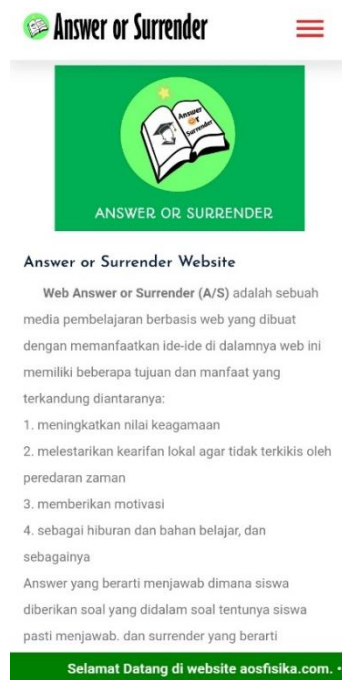 Answer or Surrender
Answer
or
Surrender
ANSWER OR SURRENDER
Answer or Surrender Website
Web Answer or Surrender (A/S) adalah sebuah
media pembelajaran berbasis web yang dibuat
dengan memanfaatkan ide-ide di dalamnya web ini
memiliki beberapa tujuan dan manfaat yang
terkandung diantaranya:
1. meningkatkan nilai keagamaan
2. melestarikan kearifan lokal agar tidak terkikis oleh
peredaran zaman
3. memberikan motivasi
4. sebagai hiburan dan bahan belajar, dan
sebagainya
Answer yang berarti menjawab dimana siswa
diberikan soal yang didalam soal tentunya siswa
pasti menjawab. dan surrender yang berarti
Selamat Datang di website aosfisika.com. •